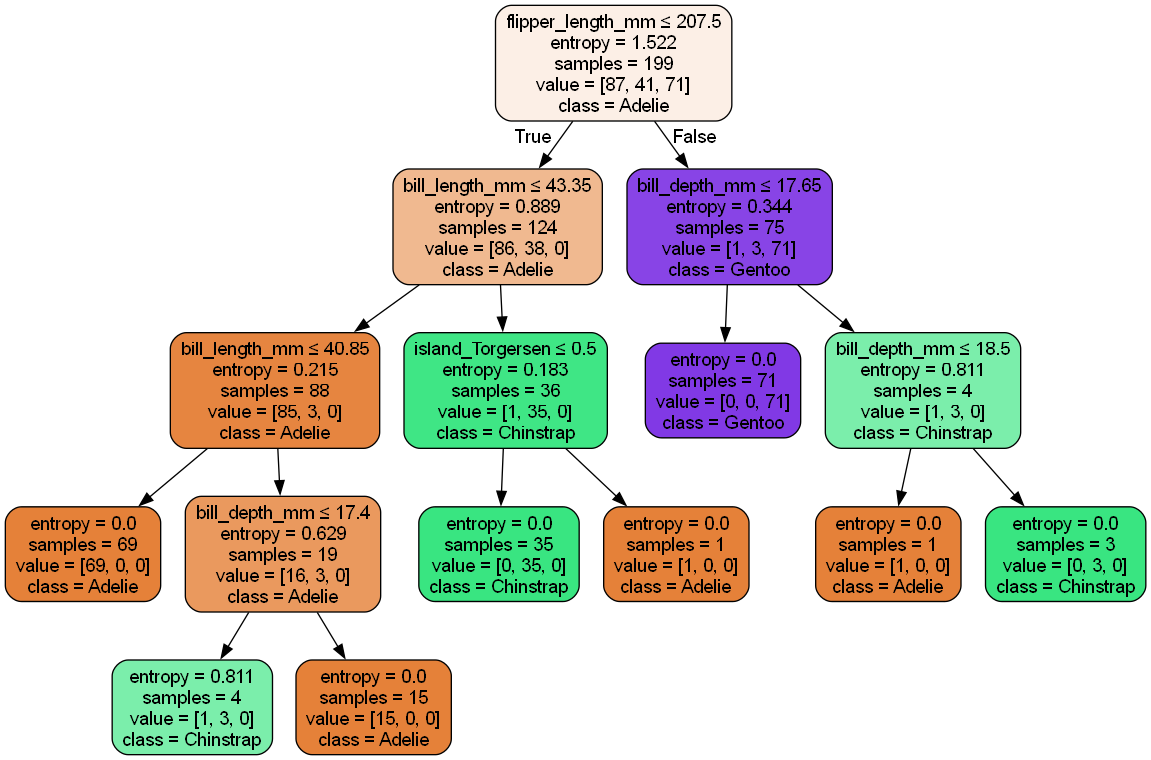 flipper_length_mm ≤ 207.5
entropy = 1.522
samples = 199
value = [87, 41, 71]
class = Adelie
True
False
bill_length_mm ≤ 43.35
entropy = 0.889
samples = 124
value = [86, 38, 0]
class = Adelie
bill_depth_mm ≤ 17.65
entropy = 0.344
samples = 75
value = [1, 3, 71]
class = Gentoo
bill_length_mm ≤ 40.85
entropy = 0.215
samples = 88
value = [85, 3, 0]
class = Adelie
island_Torgersen ≤ 0.5
entropy = 0.183
samples = 36
value = [1, 35, 0]
class = Chinstrap
entropy = 0.0
samples = 71
value = [0, 0, 71]
class = Gentoo
bill_depth_mm ≤ 18.5
entropy = 0.811
samples = 4
value = [1, 3, 0]
class = Chinstrap
entropy = 0.0
samples = 69
value = [69, 0, 0]
class = Adelie
bill_depth_mm ≤ 17.4
entropy = 0.629
samples = 19
value = [16, 3, 0]
class = Adelie
entropy = 0.0
samples = 35
value = [0, 35, 0]
class = Chinstrap
entropy = 0.0
samples = 1
value = [1, 0, 0]
class = Adelie
entropy = 0.0
samples = 1
value = [1, 0, 0]
class = Adelie
entropy = 0.0
samples = 3
value = [0, 3, 0]
class = Chinstrap
entropy = 0.811
samples = 4
value = [1, 3, 0]
class = Chinstrap
entropy = 0.0
samples = 15
value = [15, 0, 0]
class = Adelie